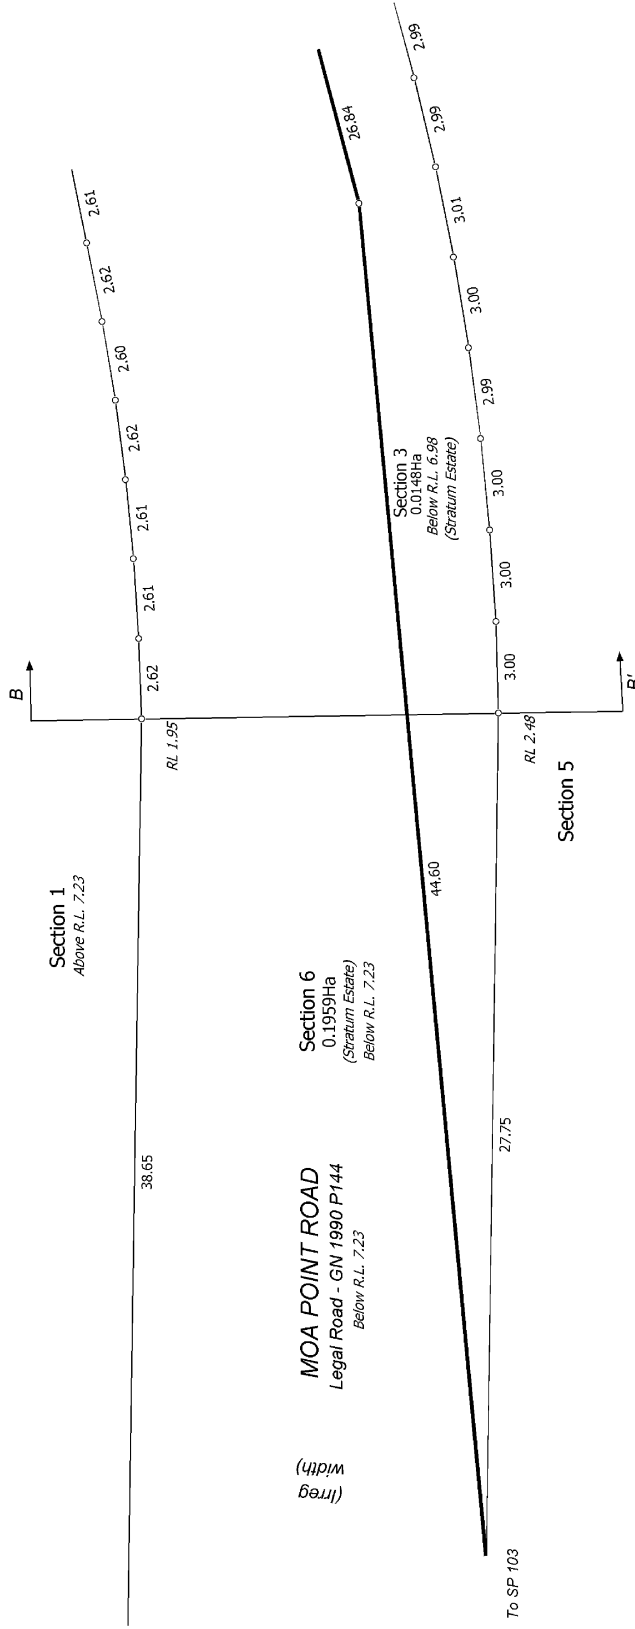 2.99
2.99
3.01
3.00
2.99
3.00
3.00
3.00
26.84
2.61
2.62
2.60
2.62
2.61
2.61
2.62
Section 3
0.0148Ha
Below R.L. 6.98
(Stratum Estate)
B
B'
RL 1.95
RL 2.48
Section 5
Section 1
Above R.L. 7.23
44.60
Section 6
0.1959Ha
(Stratum Estate)
Below R.L. 7.23
38.65
27.75
MOA POINT ROAD
Legal Road - GN 1990 P144
Below R.L. 7.23
(Irreg
width)
To SP 103